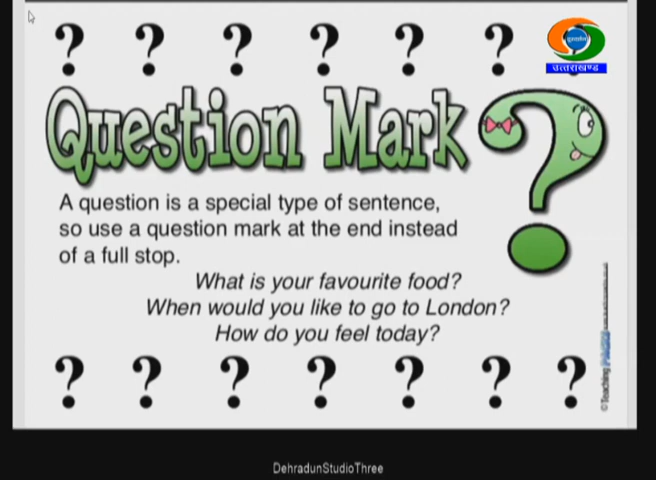 ? ? ? ? ? ?
उत्तराखण्ड
Question Mark ?
A question is a special type of sentence,
so use a question mark at the end instead
of a full stop.
What is your favourite food?
When would you like to go to London?
How do you feel today?
? ? ? ? ? ? ?
©Teaching
DehradunStudioThree